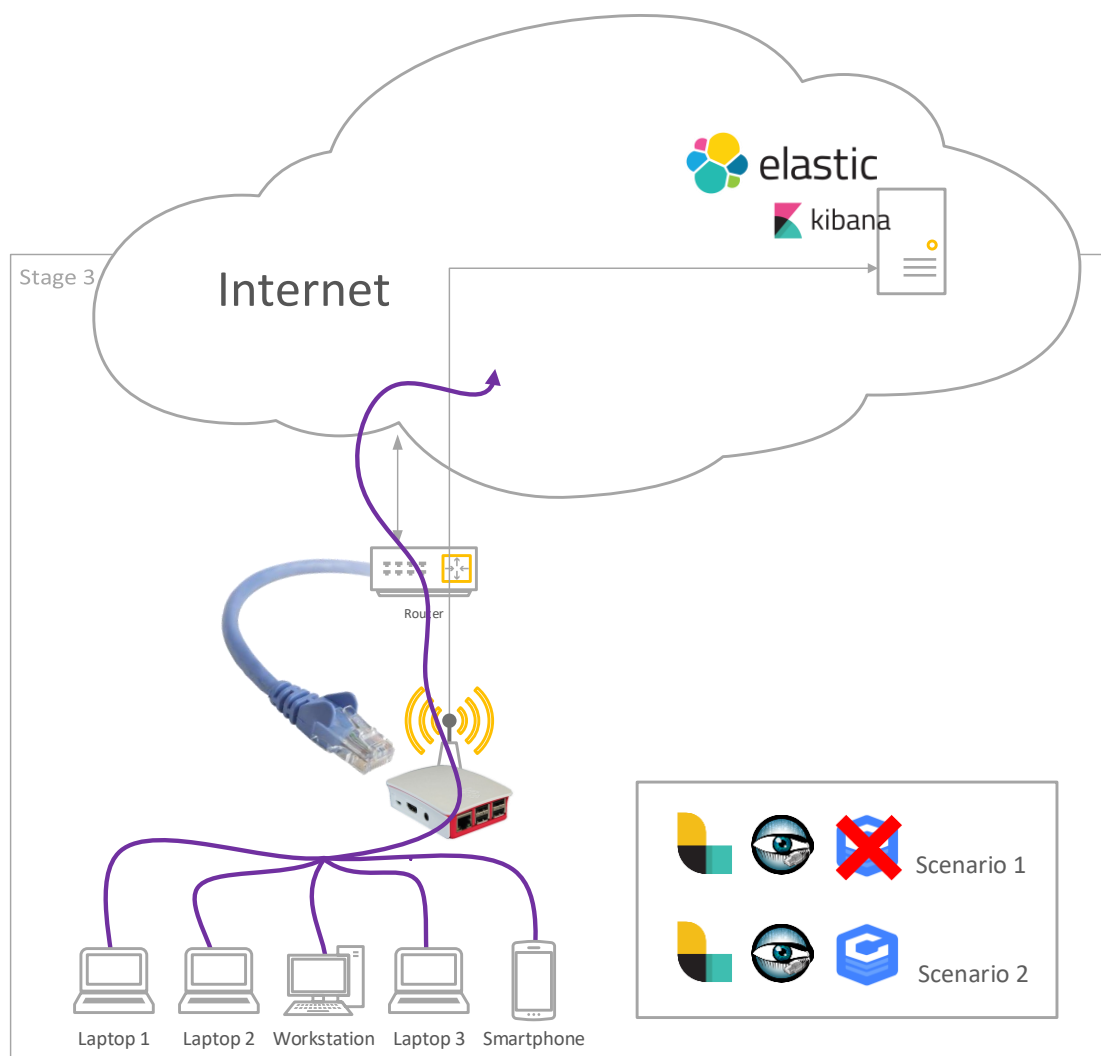 elastic
kibana
Stage 3
Internet
Router
Scenario 1
Scenario 2
Laptop 1 Laptop 2 Workstation Laptop 3 Smartphone